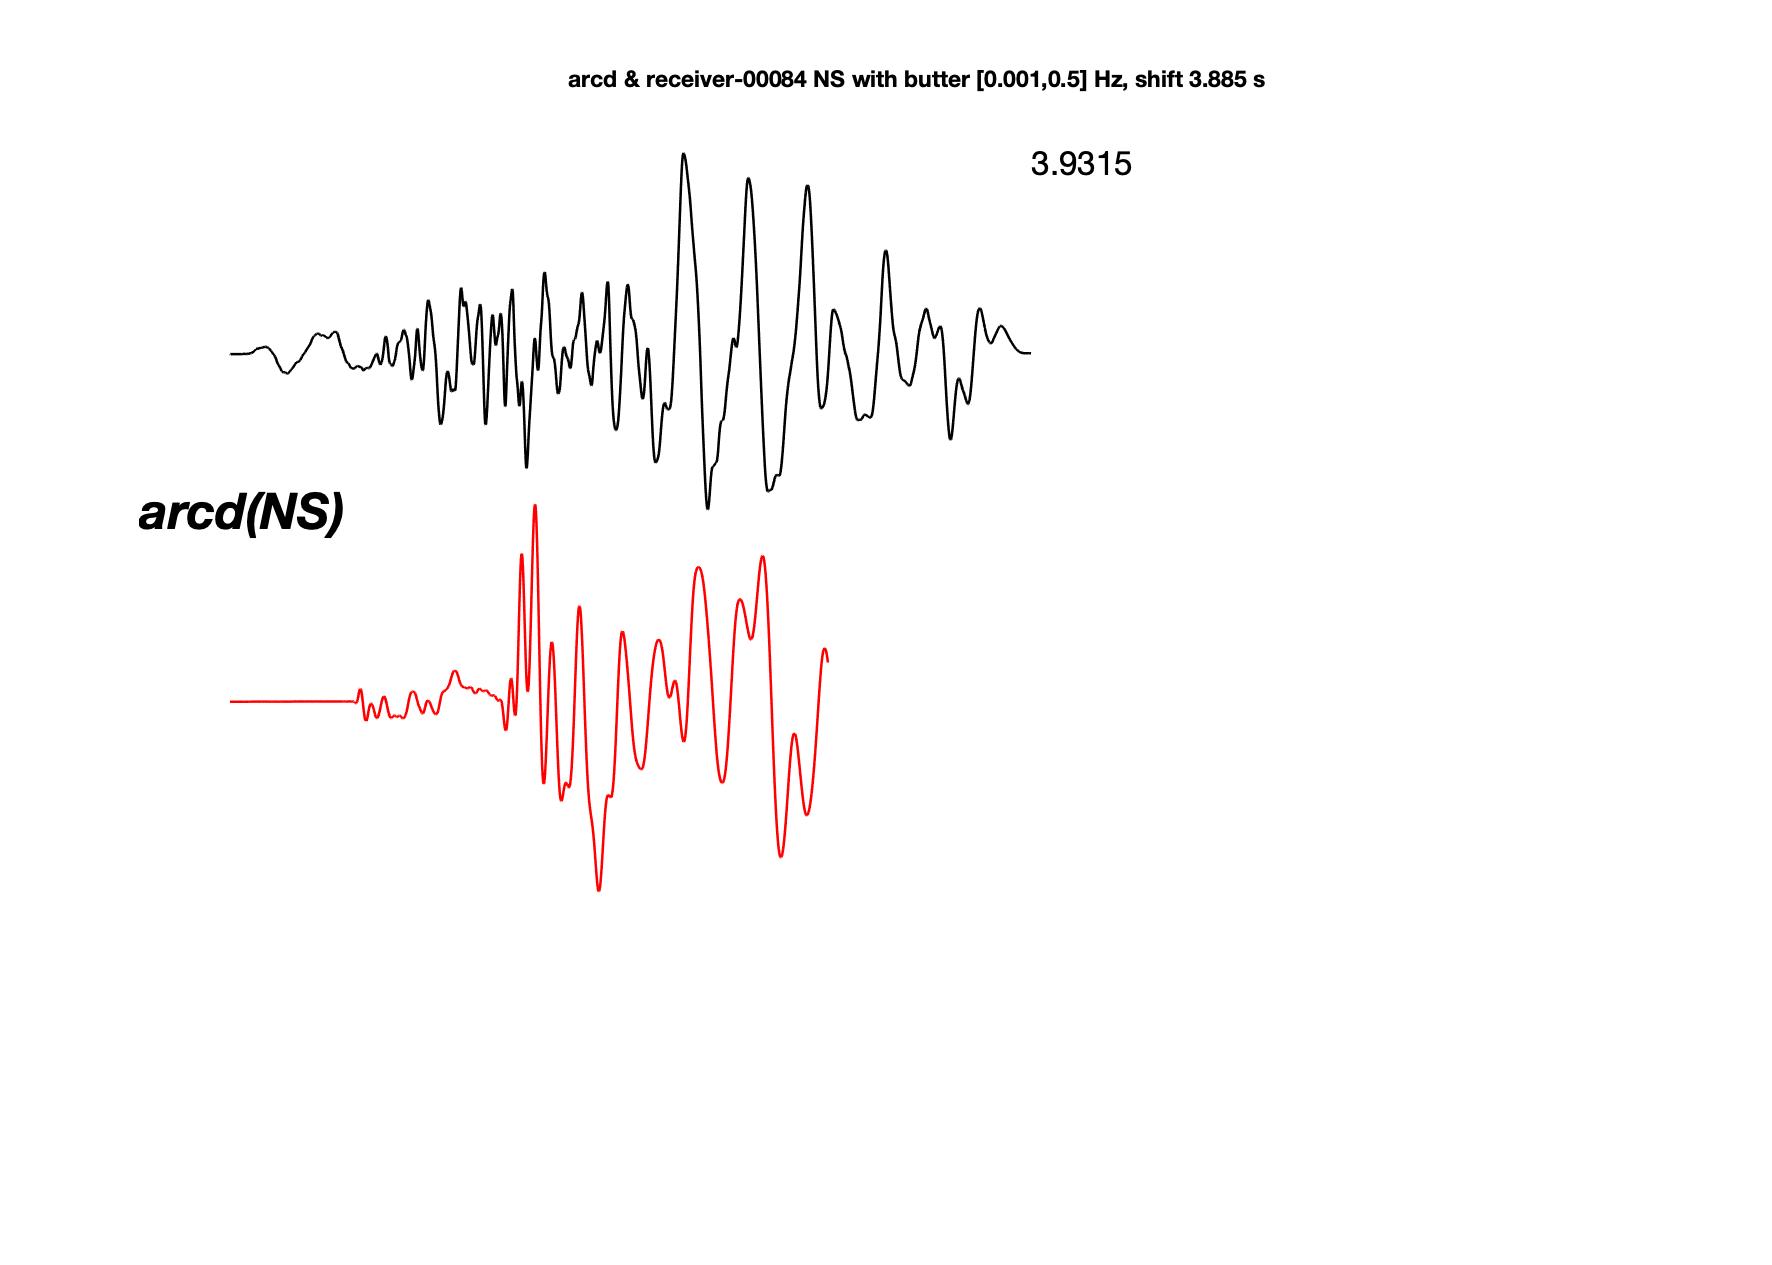 arcd & receiver-00084 NS with butter [0.001,0.5] Hz, shift 3.885 s
3.9315
arcd(NS)